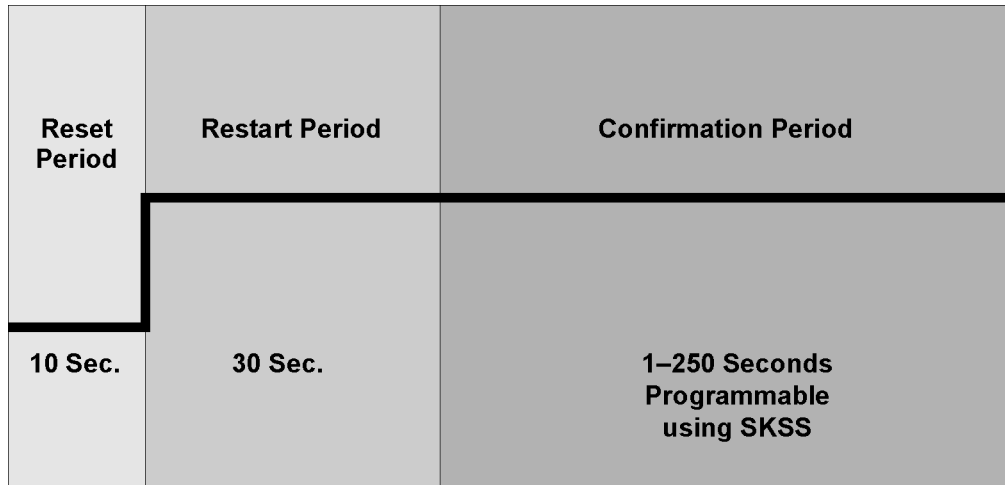 Reset
Period
Restart Period
Confirmation Period
10 Sec.
30 Sec.
1–250 Seconds
Programmable
using SKSS